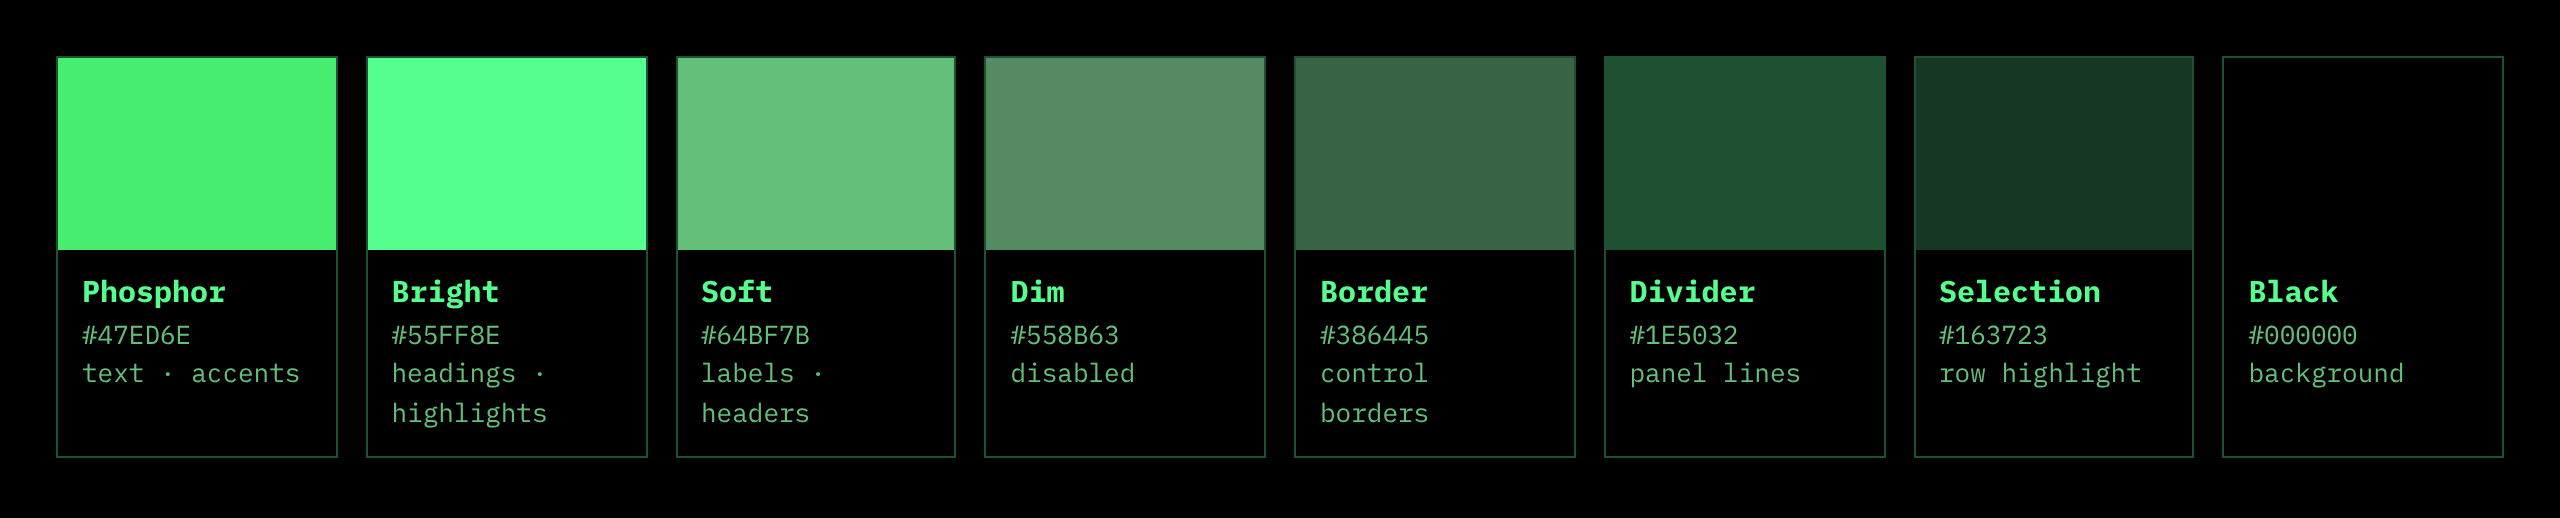 Phosphor
#47ED6E
text · accents
Bright
#55FF8E
headings ·
highlights
Soft
#64BF7B
labels ·
headers
Dim
#558B63
disabled
Border
#386445
control
borders
Divider
#1E5032
panel lines
Selection
#163723
row highlight
Black
#000000
background